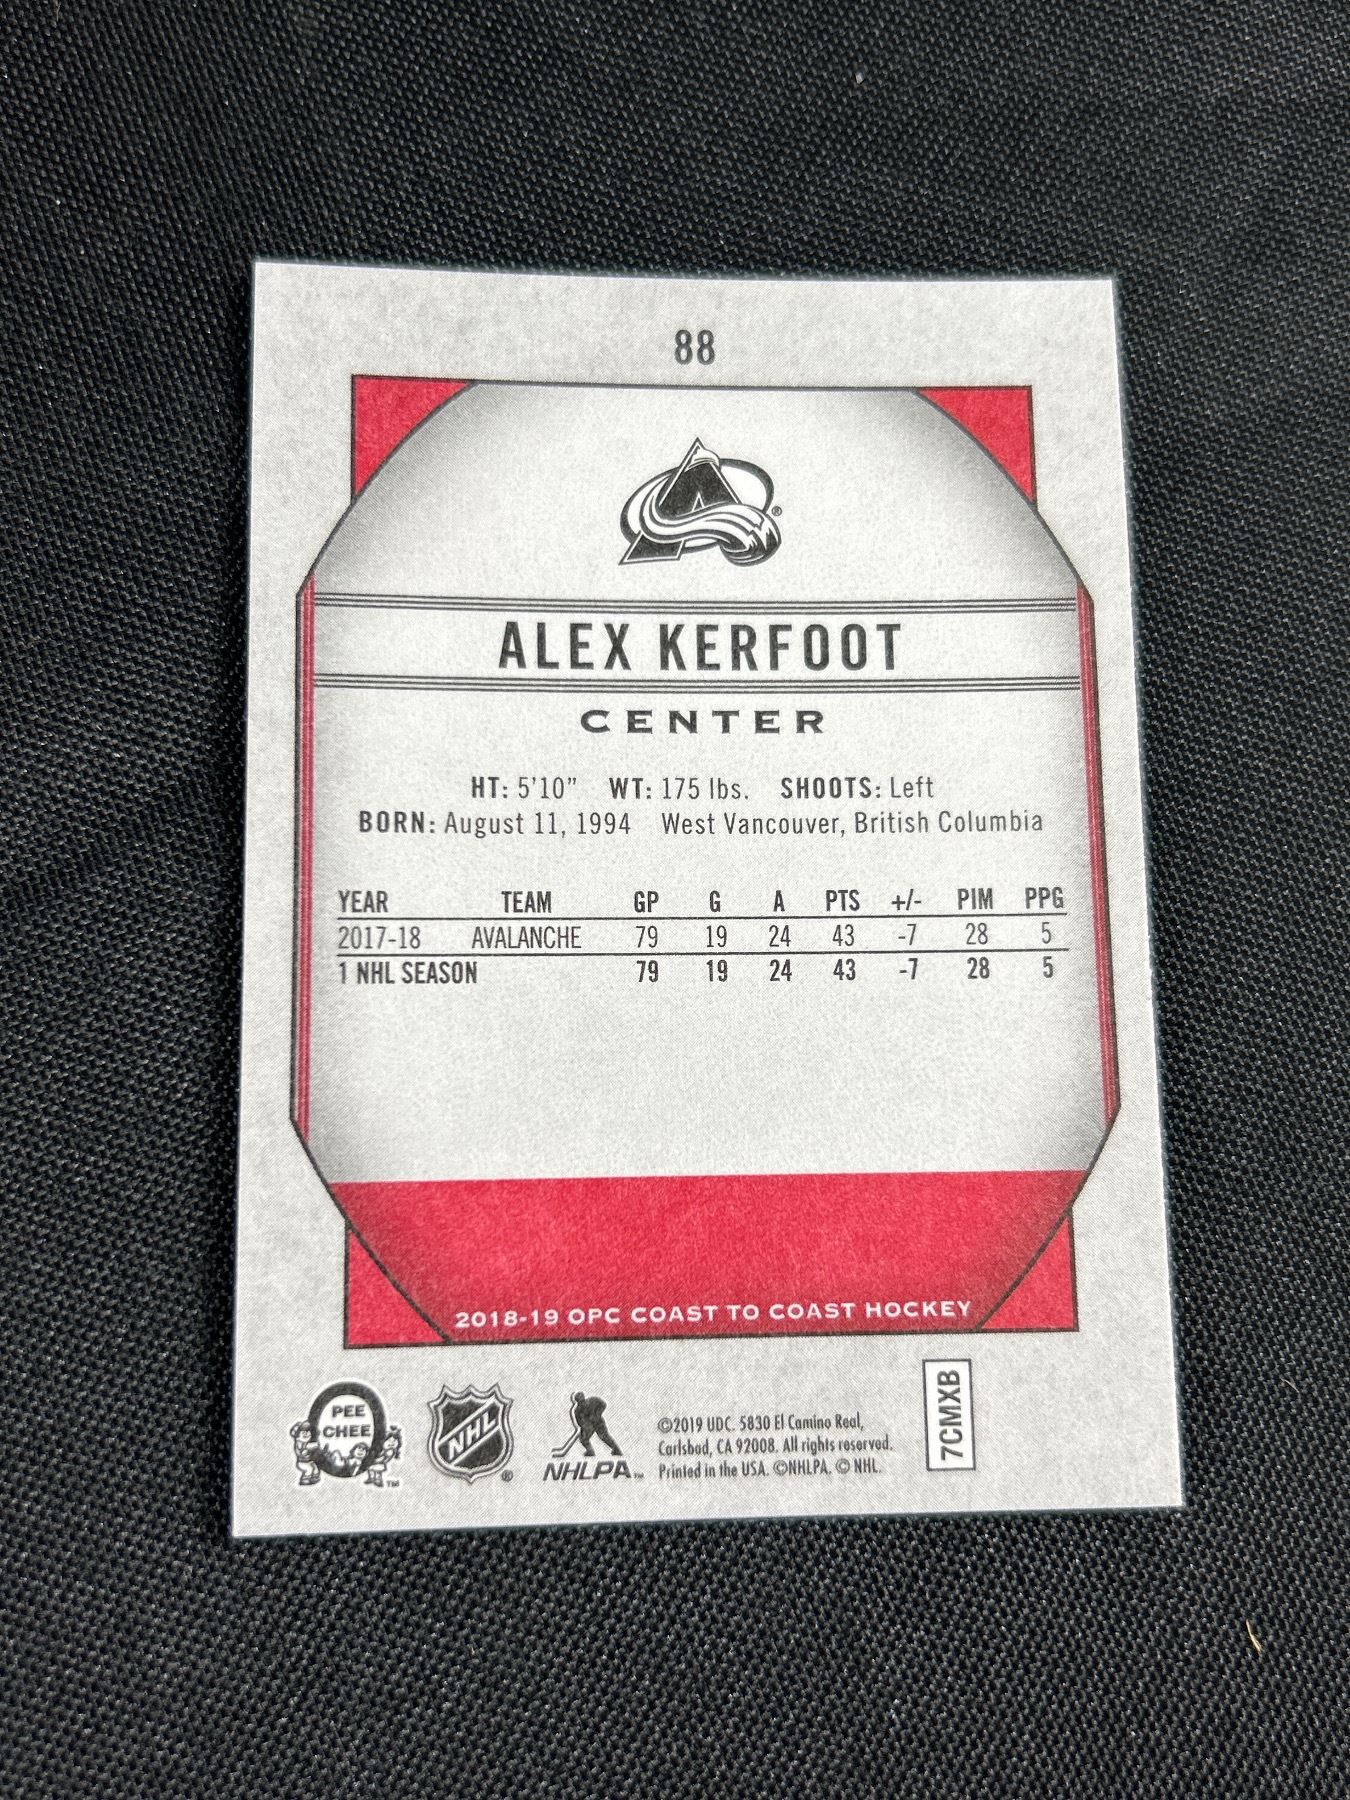 88
ALEX KERFOOT
CENTER
HT: 5'10" WT: 175 lbs. SHOOTS: Left
BORN: August 11, 1994 West Vancouver, British Columbia
YEAR TEAM GP G A PTS +/- PIM PPG
2017-18 AVALANCHE 79 19 24 43 -7 28 5
1 NHL SEASON 79 19 24 43 -7 28 5
2018-19 OPC COAST TO COAST HOCKEY
O
PEE
CHEE
TM
NHL
®
NHLPA™
©2019 UDC. 5830 El Camino Real,
Carlsbad, CA 92008. All rights reserved.
Printed in the USA. ©NHLPA. © NHL.
7CMXB